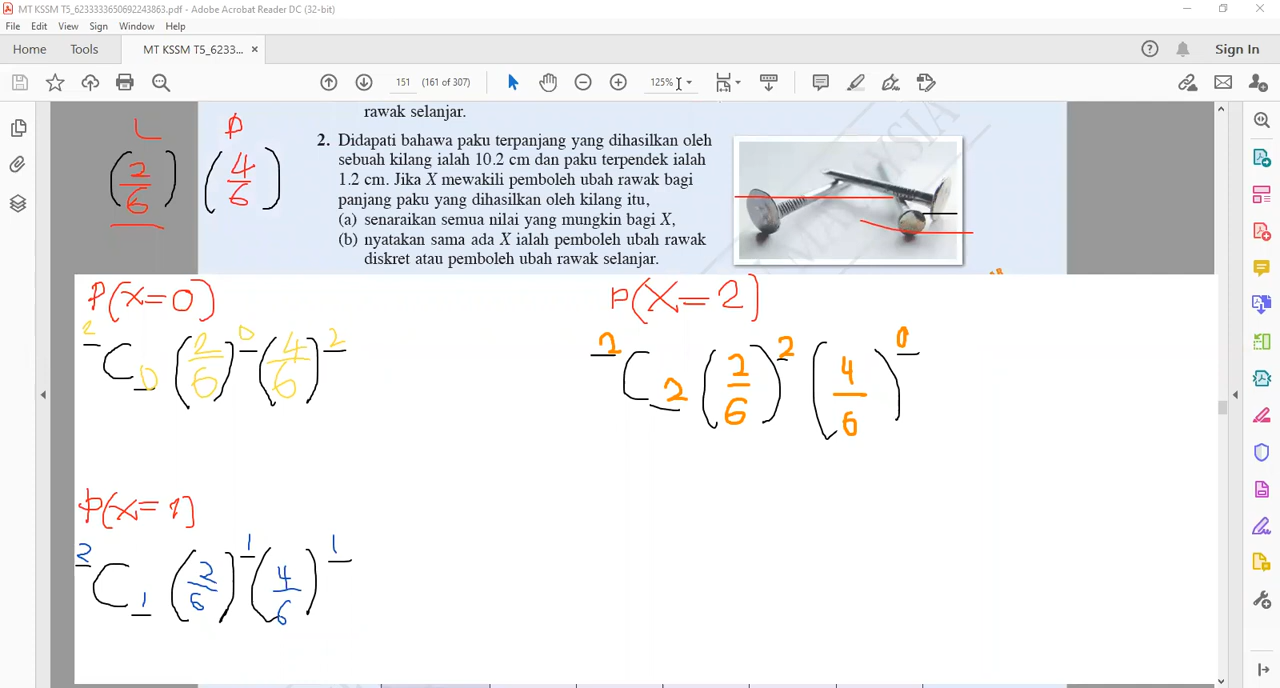 MT KSSM T5_6233333650692243863.pdf - Adobe Acrobat Reader DC (32-bit)
File Edit View Sign Window Help
Home Tools MT KSSM T5_6233... × Sign In
151 (161 of 307) 125%
rawak selanjar.
2. Didapati bahawa paku terpanjang yang dihasilkan oleh
sebuah kilang ialah 10.2 cm dan paku terpendek ialah
1.2 cm. Jika X mewakili pemboleh ubah rawak bagi
panjang paku yang dihasilkan oleh kilang itu,
(a) senaraikan semua nilai yang mungkin bagi X,
(b) nyatakan sama ada X ialah pemboleh ubah rawak
diskret atau pemboleh ubah rawak selanjar.
L P
(2/6) (4/6)
P(X=0)
²C₀ (2/6)⁰ (4/6)²
P(X=2)
²C₂ (2/6)² (4/6)⁰
P(X=1)
²C₁ (2/6)¹ (4/6)¹